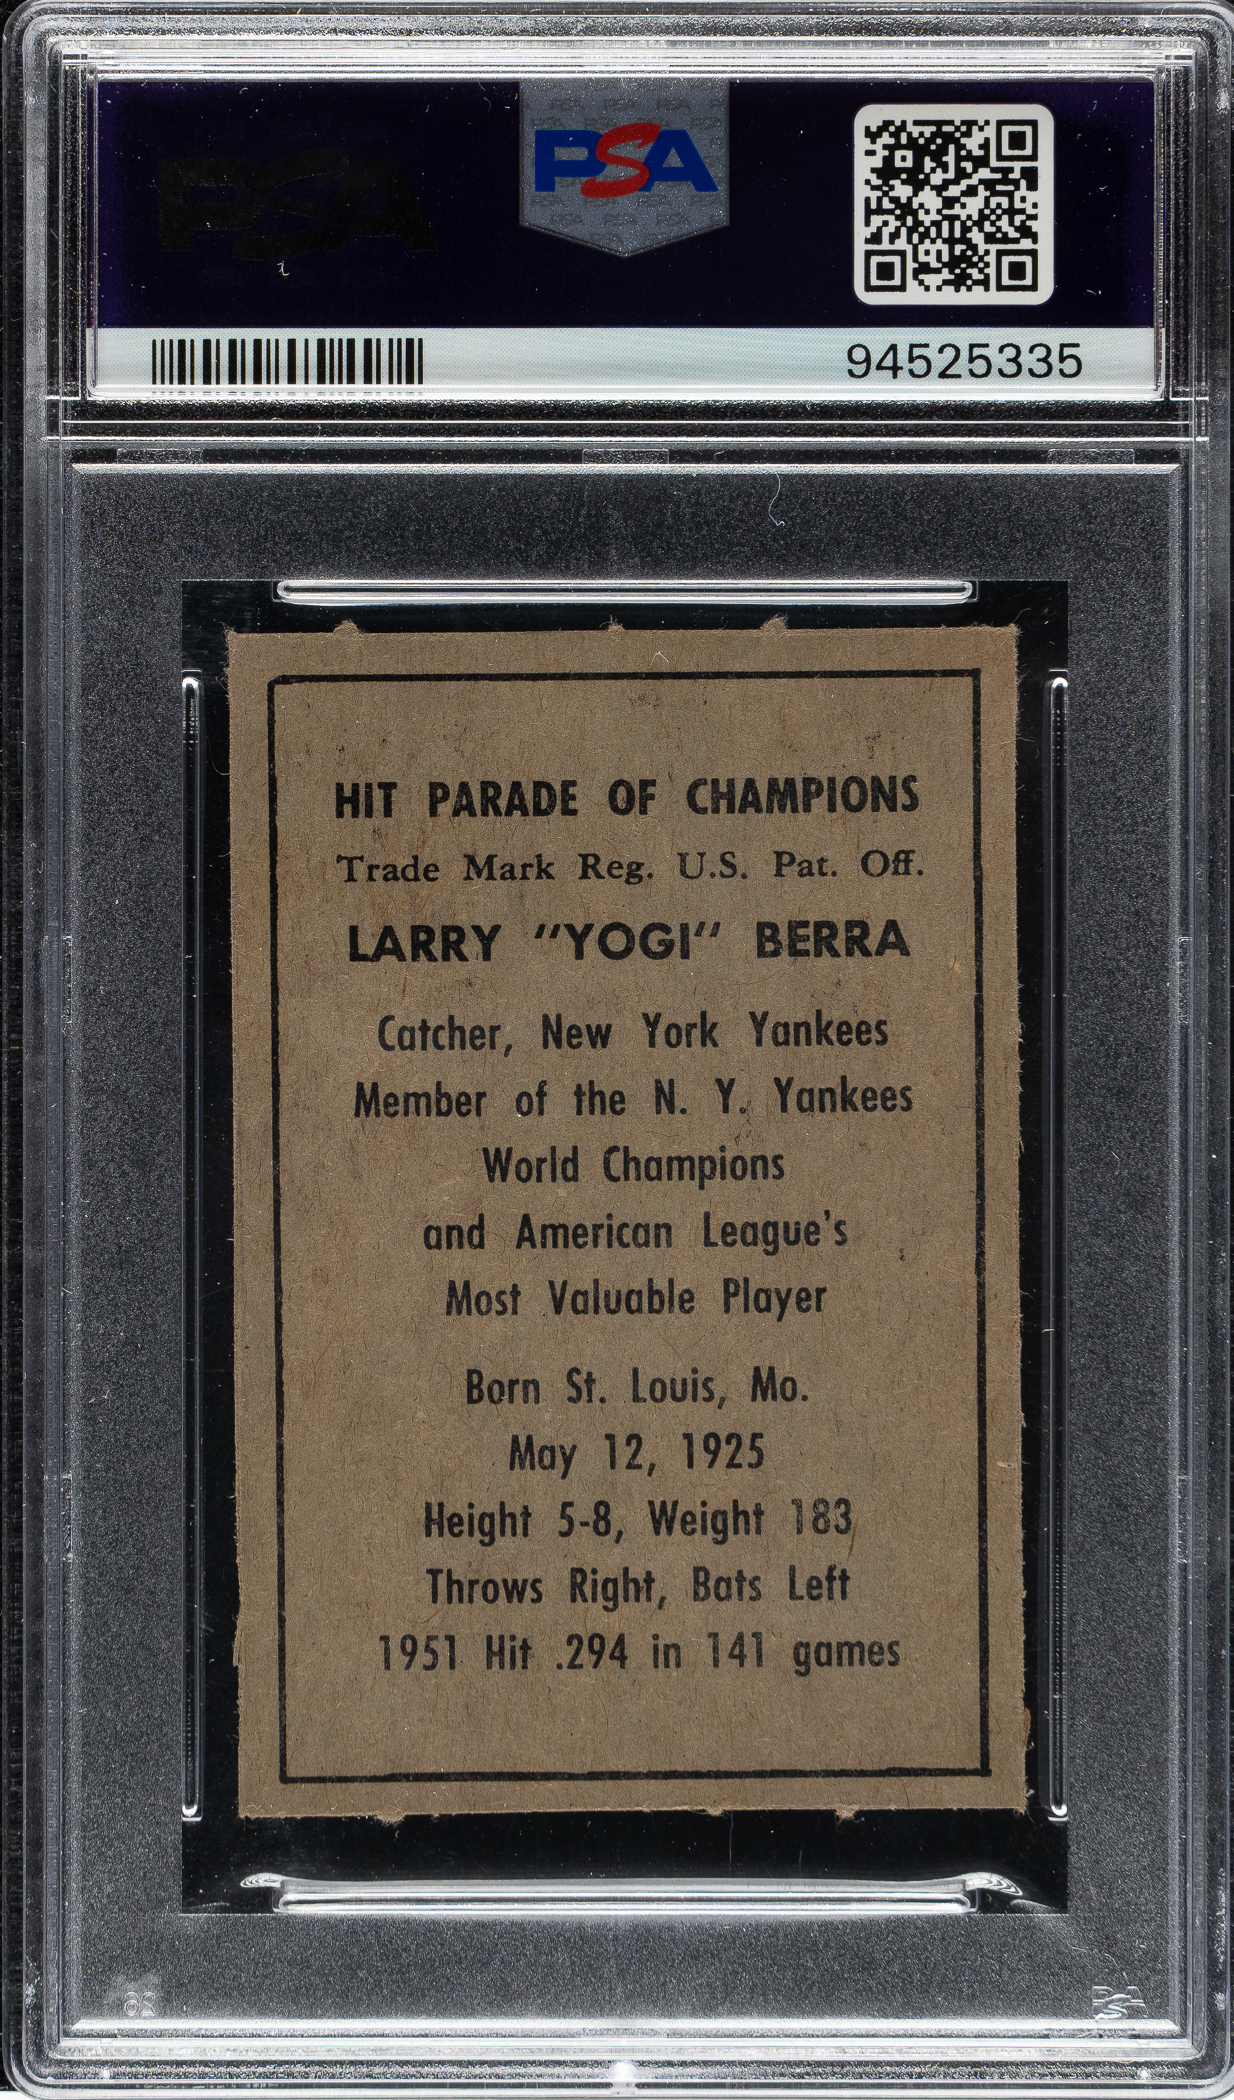 PSA
94525335
HIT PARADE OF CHAMPIONS
Trade Mark Reg. U.S. Pat. Off.
LARRY "YOGI" BERRA
Catcher, New York Yankees
Member of the N. Y. Yankees
World Champions
and American League's
Most Valuable Player
Born St. Louis, Mo.
May 12, 1925
Height 5-8, Weight 183
Throws Right, Bats Left
1951 Hit .294 in 141 games
PSA